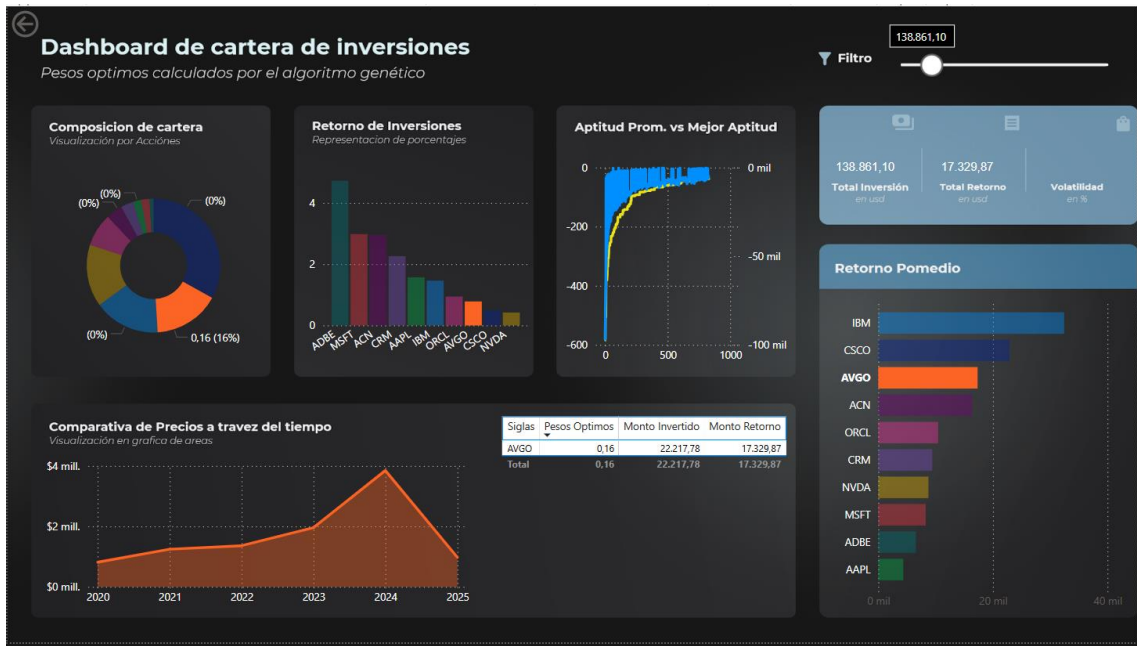 Dashboard de cartera de inversiones
Pesos optimos calculados por el algoritmo genético
Filtro
138.861,10
Composicion de cartera
Visualización por Acciónes
(0%)
(0%)
(0%)
(0%)
0,16 (16%)
Retorno de Inversiones
Representacion de porcentajes
4
2
0
ADBE
MSFT
ACN
CRM
AAPL
IBM
ORCL
AVGO
CSCO
NVDA
Aptitud Prom. vs Mejor Aptitud
0
0 mil
-200
-50 mil
-400
-600
-100 mil
0
500
1000
138.861,10
17.329,87
Total Inversión
Total Retorno
Volatilidad
en usd
en usd
en %
Retorno Pomedio
IBM
CSCO
AVGO
ACN
ORCL
CRM
NVDA
MSFT
ADBE
AAPL
0 mil
20 mil
40 mil
Comparativa de Precios a travez del tiempo
Visualización en grafica de areas
$4 mill.
$2 mill.
$0 mill.
2020
2021
2022
2023
2024
2025
Siglas Pesos Optimos Monto Invertido Monto Retorno
AVGO 0,16 22.217,78 17.329,87
Total 0,16 22.217,78 17.329,87